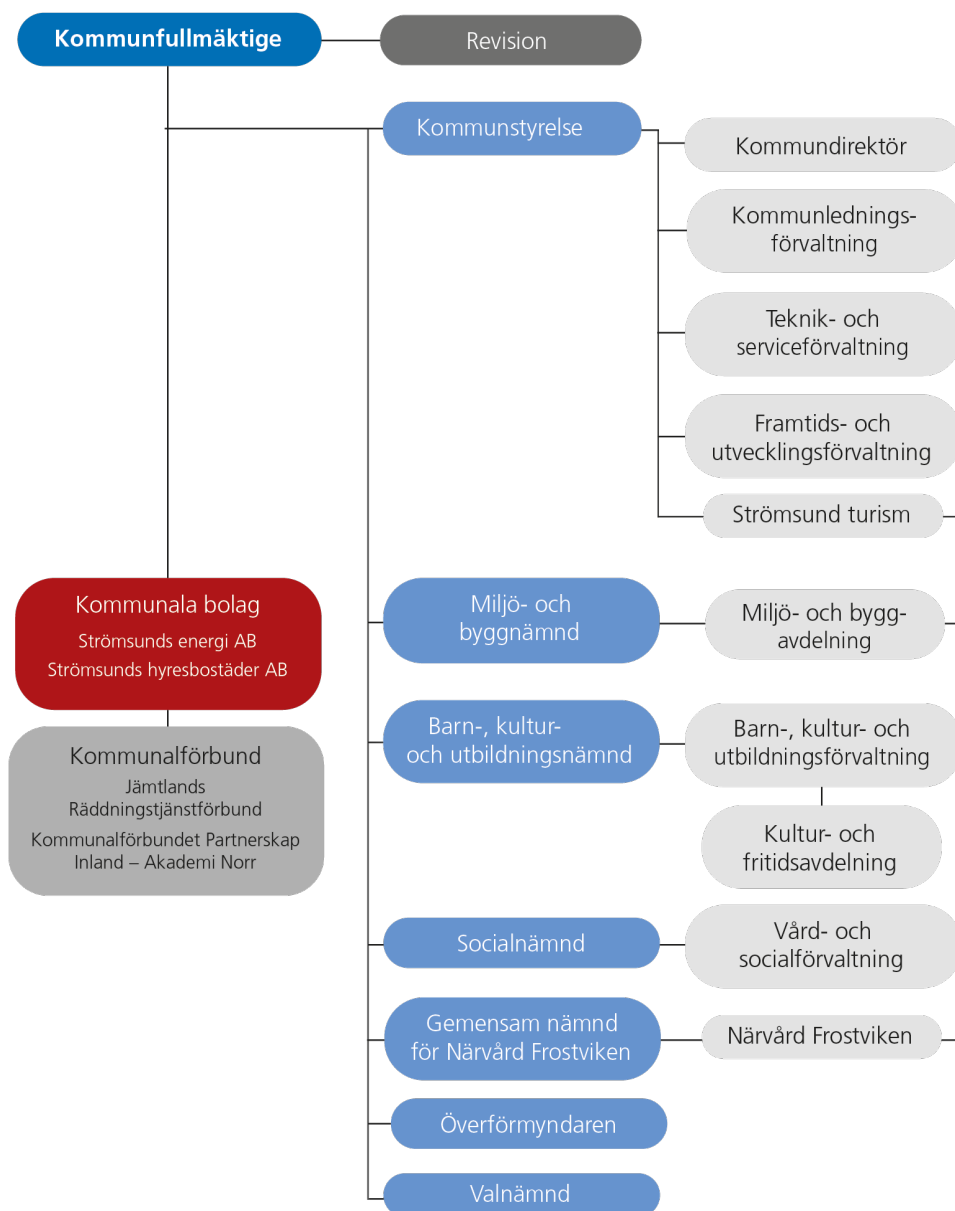 Kommunfullmäktige
Revision
Kommunstyrelse
Kommundirektör
Kommunlednings-
förvaltning
Teknik- och
serviceförvaltning
Framtids- och
utvecklingsförvaltning
Strömsund turism
Kommunala bolag
Strömsunds energi AB
Strömsunds hyresbostäder AB
Miljö- och
byggnämnd
Miljö- och bygg-
avdelning
Kommunalförbund
Jämtlands
Räddningstjänstförbund
Kommunalförbundet Partnerskap
Inland – Akademi Norr
Barn-, kultur-
och utbildningsnämnd
Barn-, kultur- och
utbildningsförvaltning
Kultur- och
fritidsavdelning
Socialnämnd
Vård- och
socialförvaltning
Gemensam nämnd
för Närvård Frostviken
Närvård Frostviken
Överförmyndaren
Valnämnd